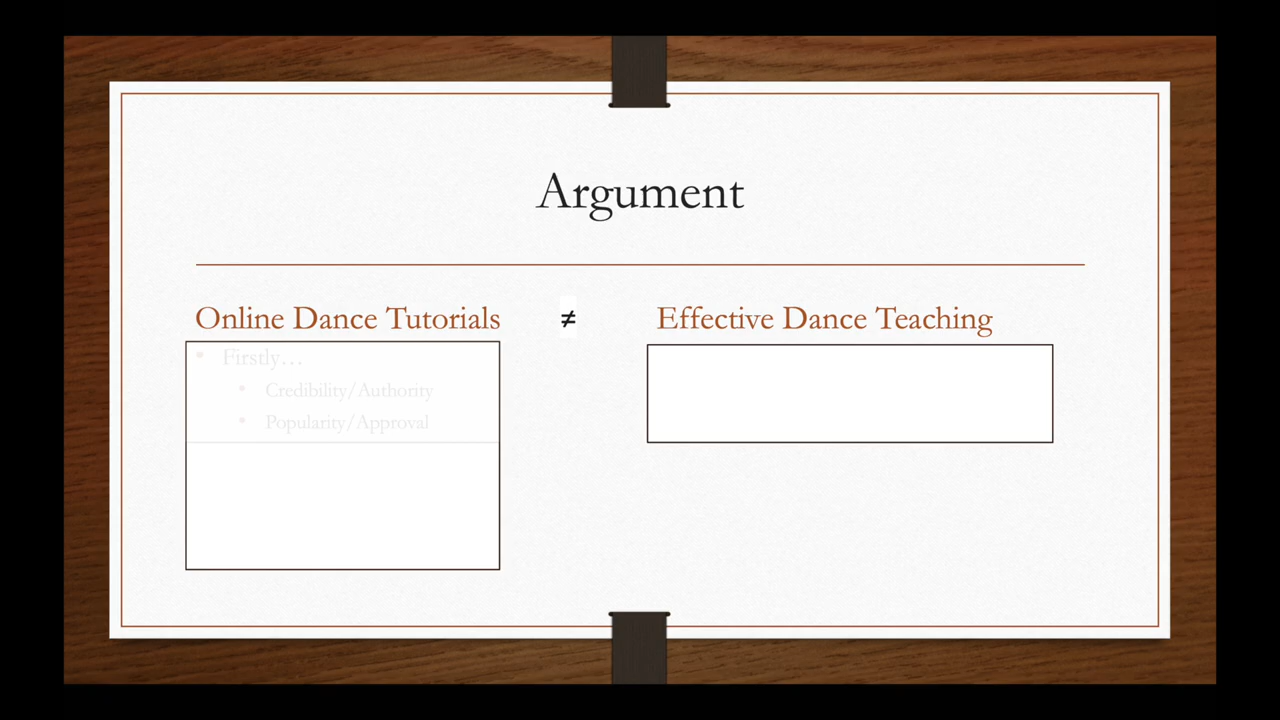 Argument
Online Dance Tutorials ≠ Effective Dance Teaching
• Firstly…
• Credibility/Authority
• Popularity/Approval